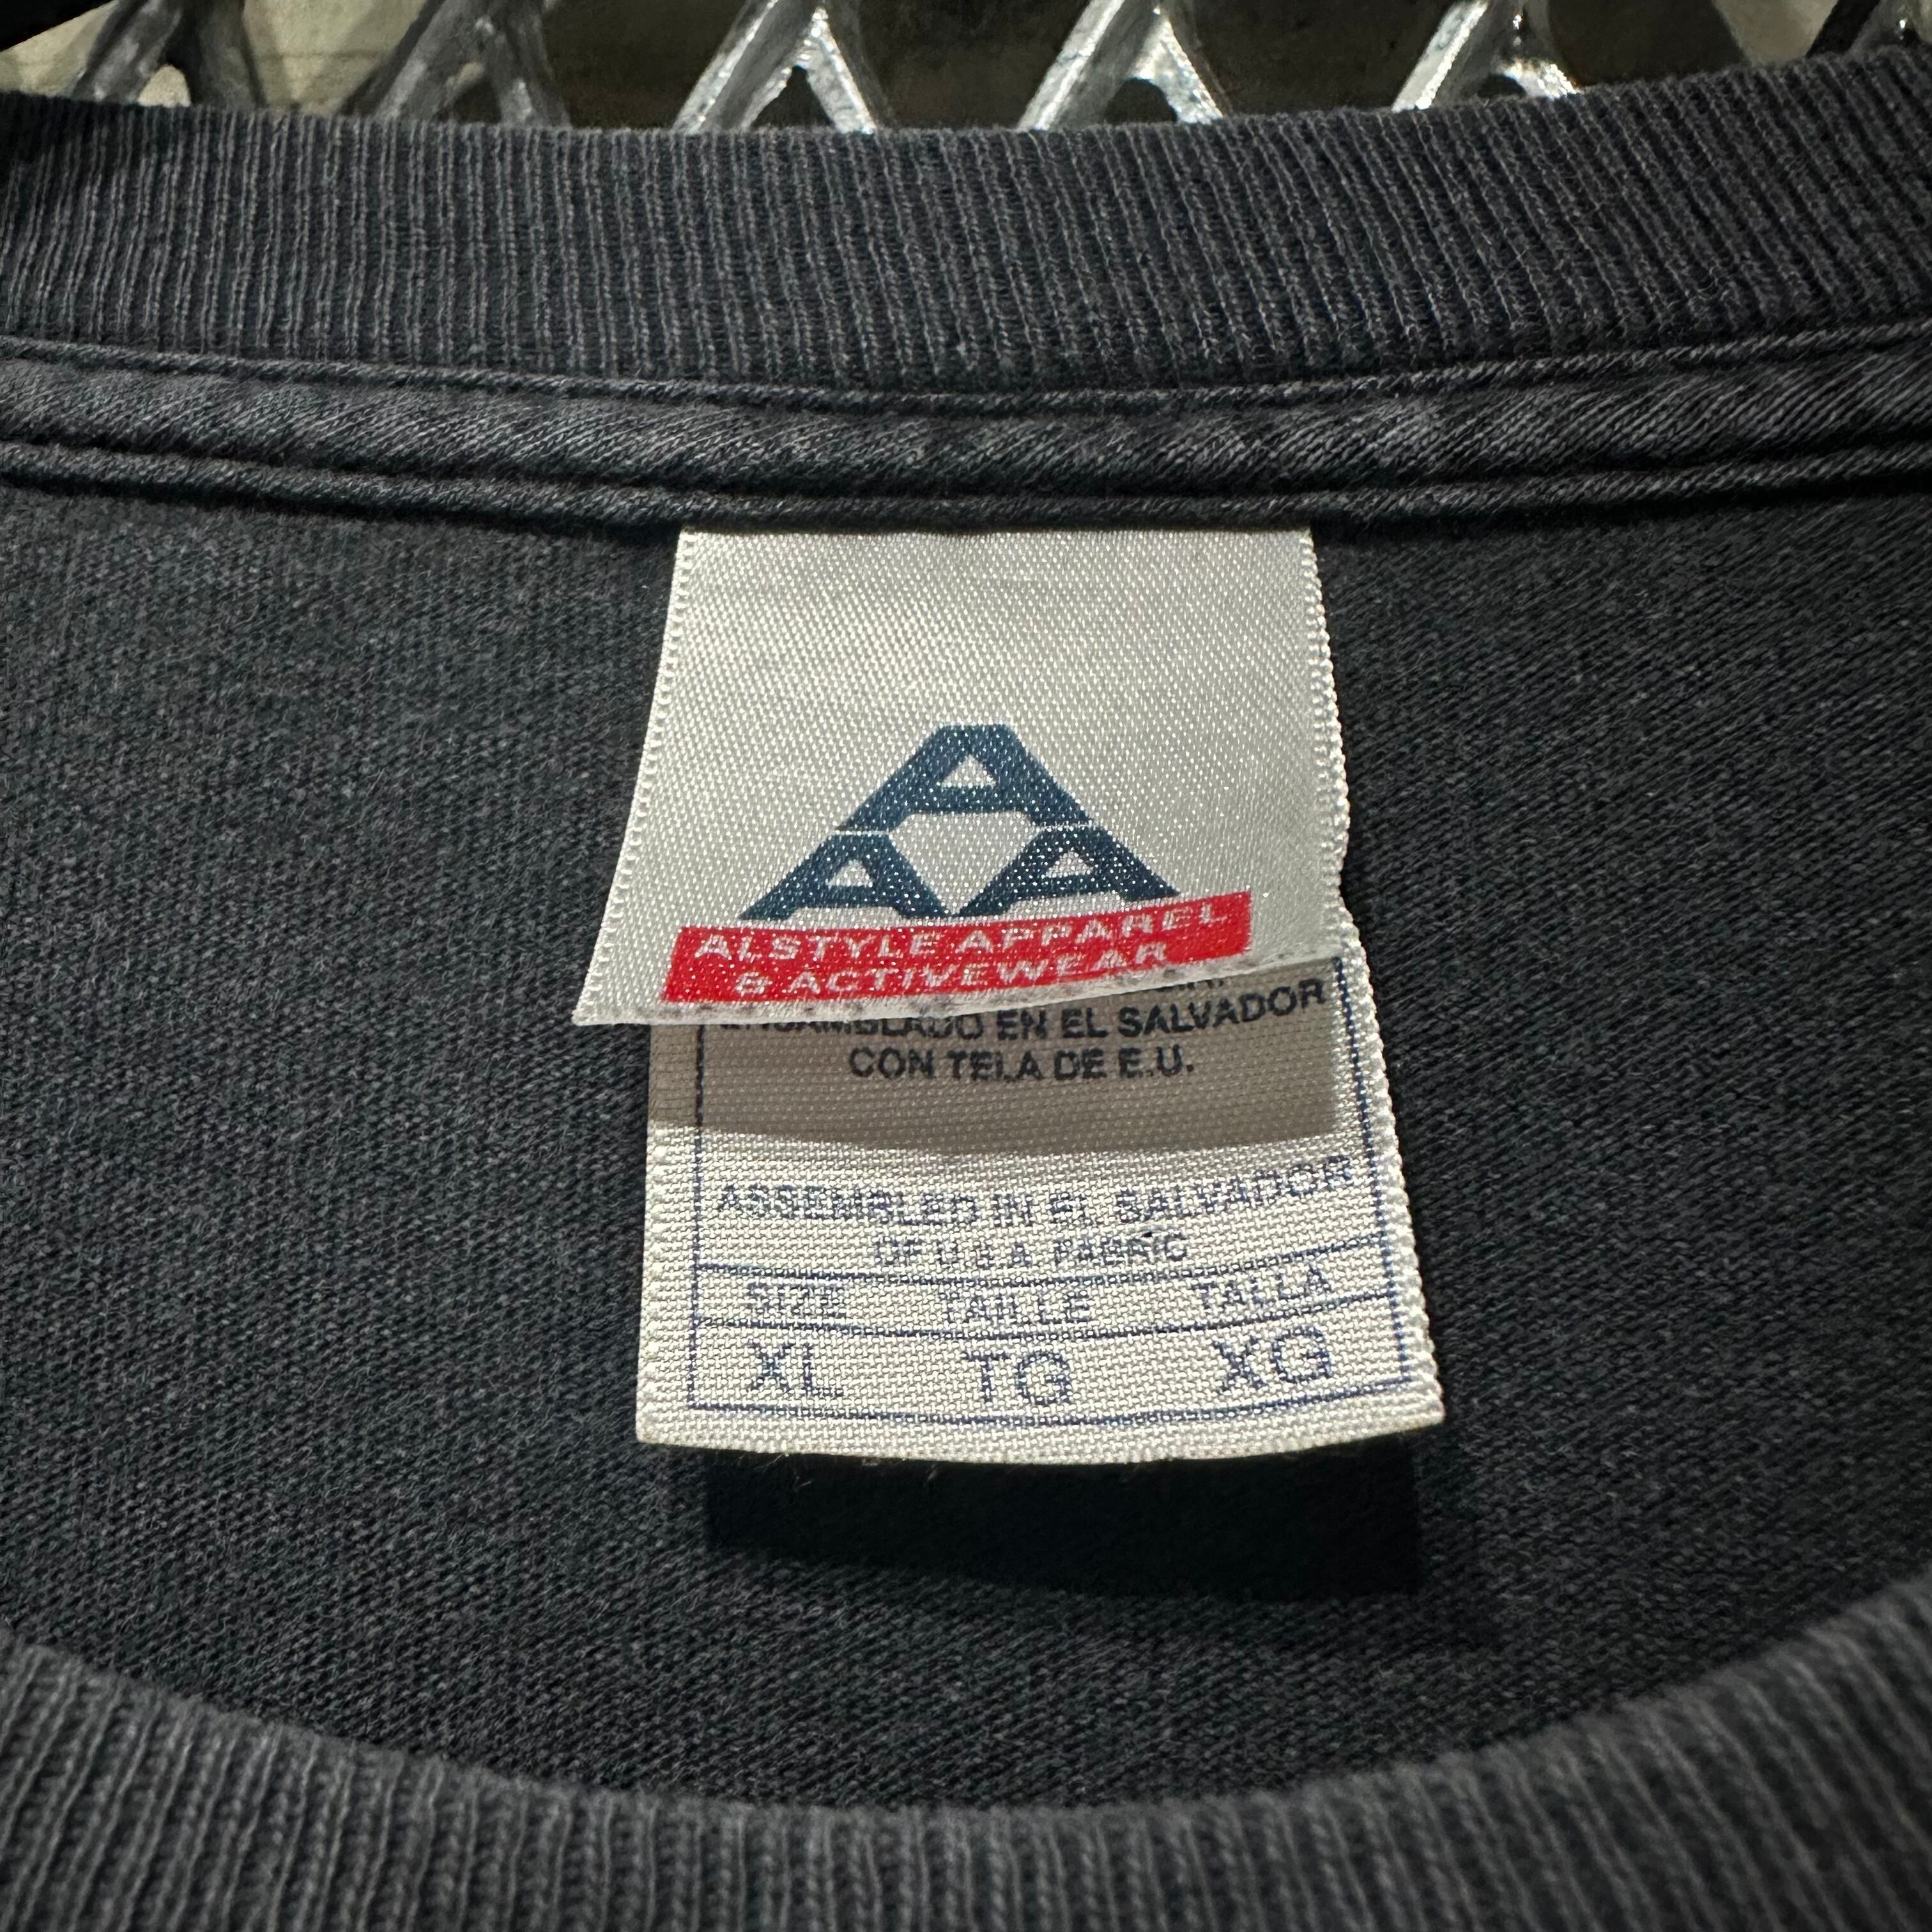 AAA
ALSTYLE APPAREL
& ACTIVEWEAR
ENSAMBLADO EN EL SALVADOR
CON TELA DE E.U.
ASSEMBLED IN EL SALVADOR
OF U.S.A. FABRIC
SIZE TAILLE TALLA
XL TG XG